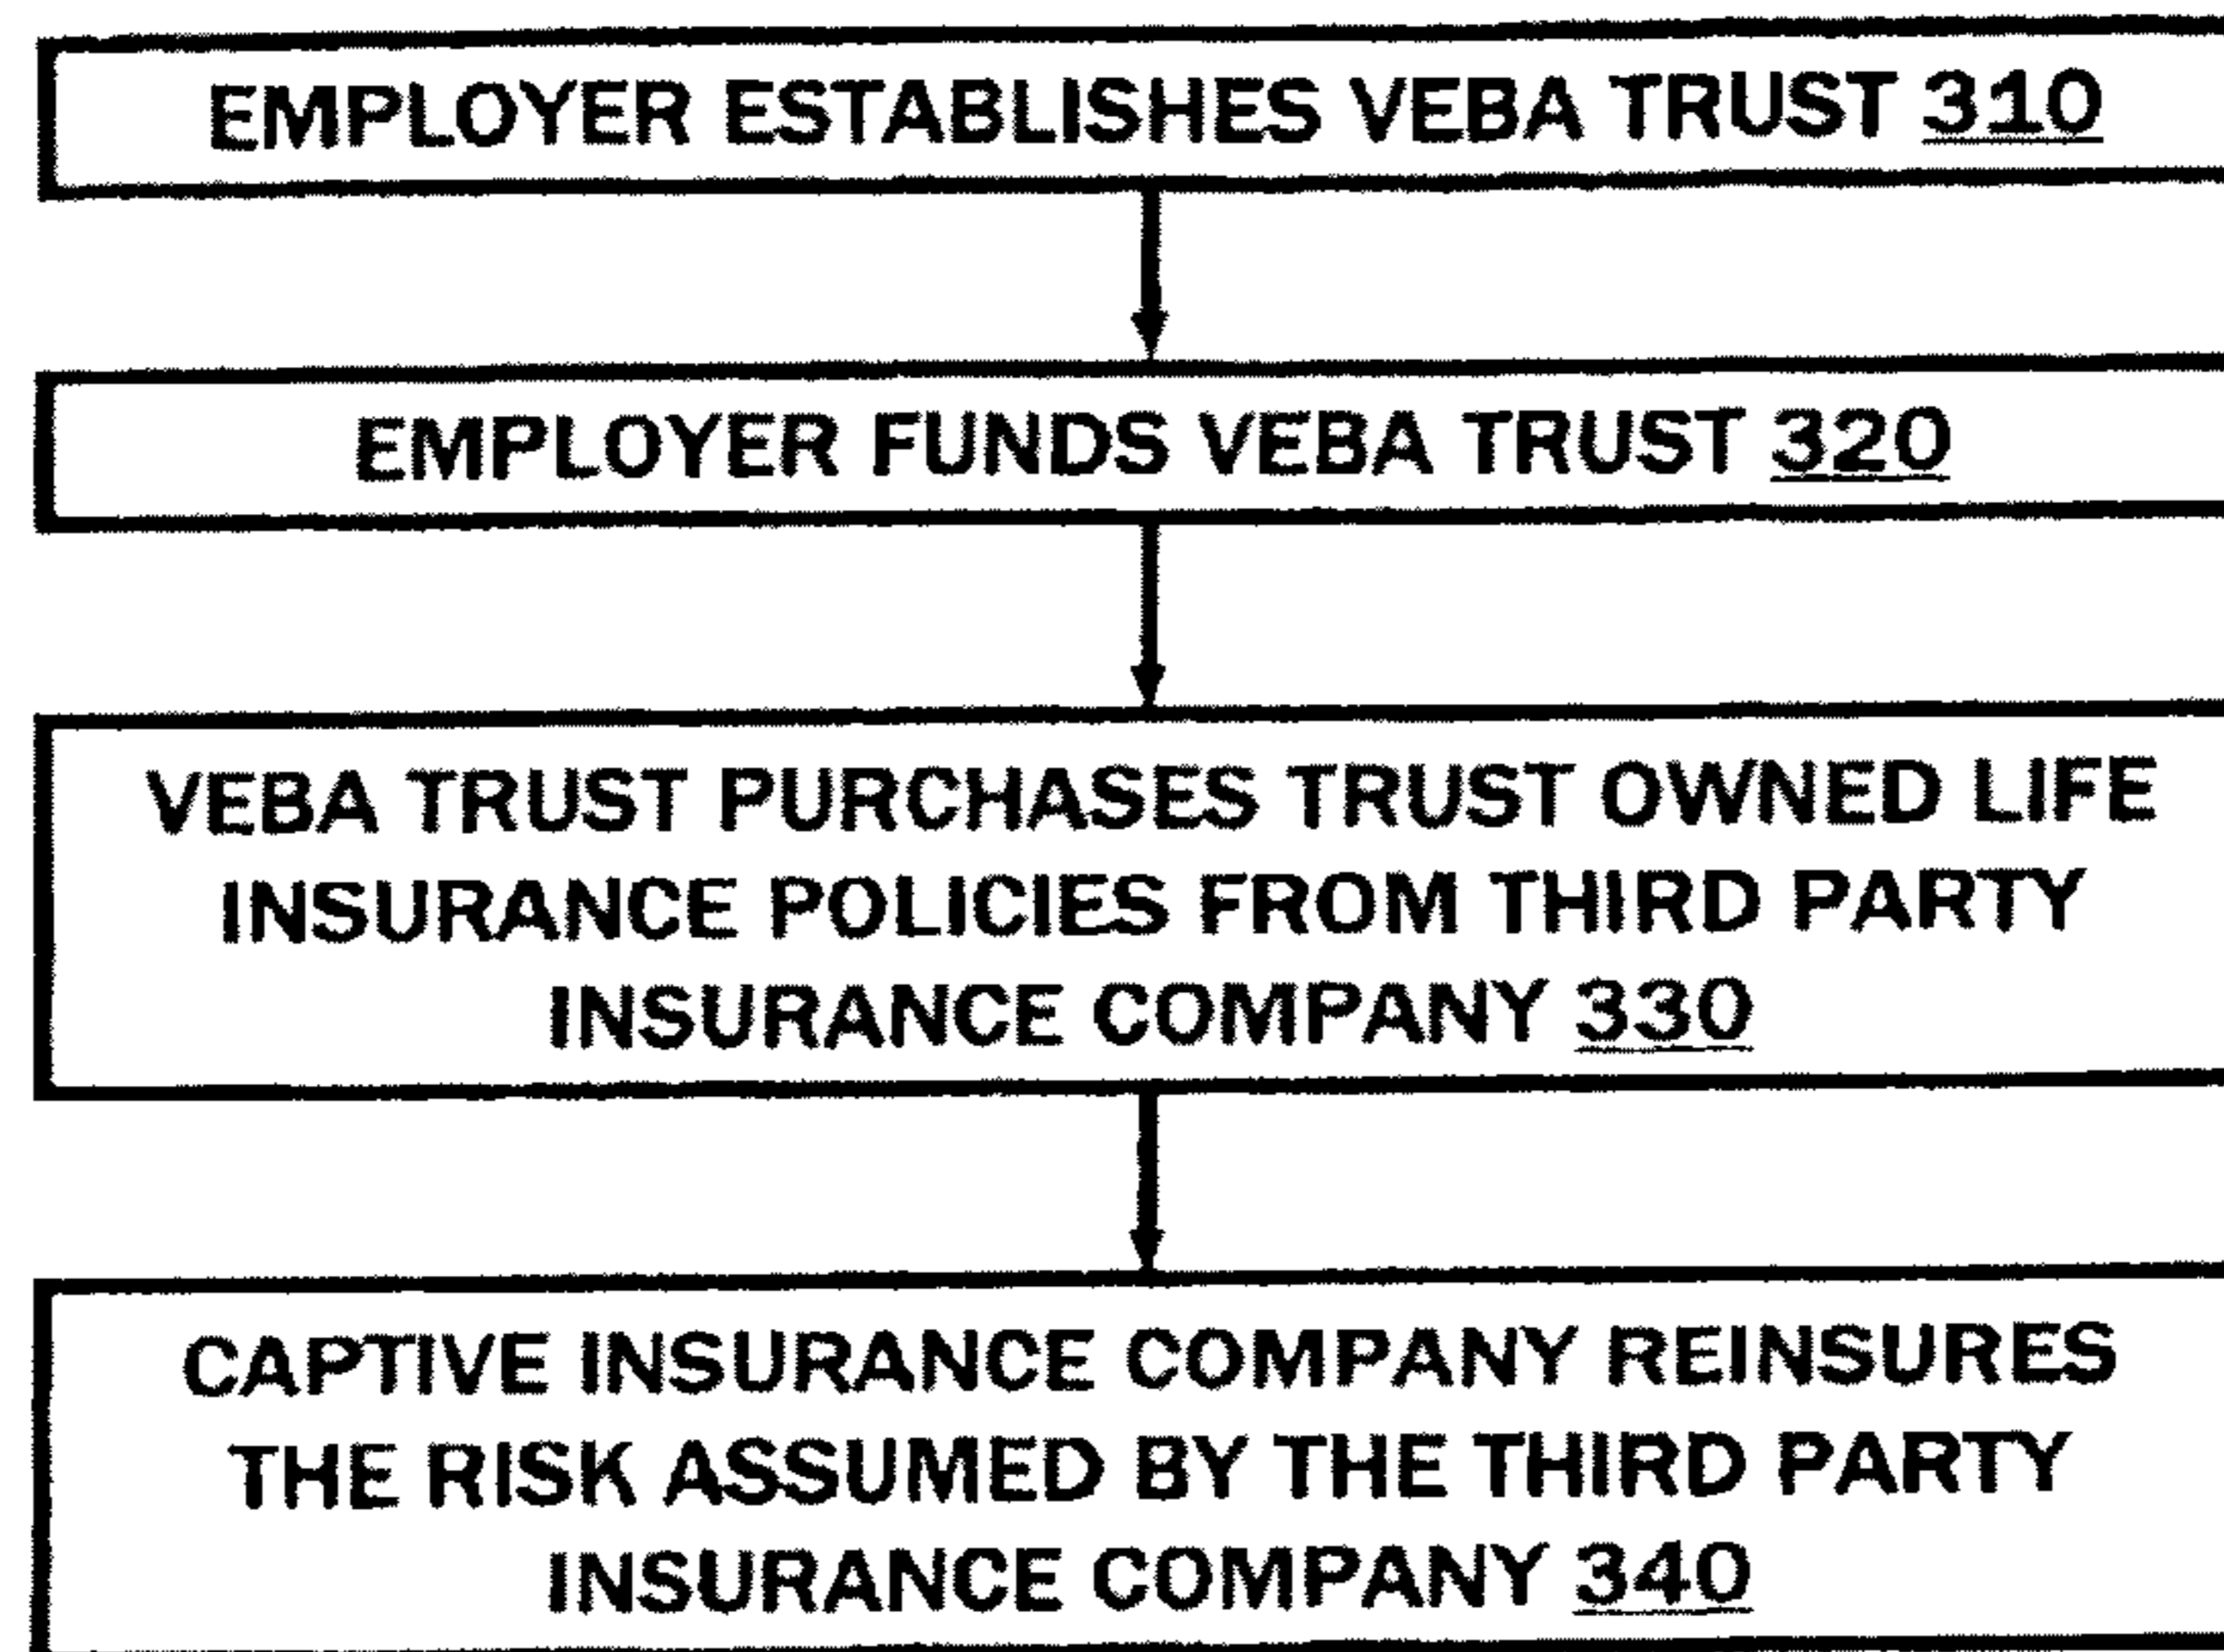 EMPLOYER ESTABLISHES VEBA TRUST 310
EMPLOYER FUNDS VEBA TRUST 320
VEBA TRUST PURCHASES TRUST OWNED LIFE
INSURANCE POLICIES FROM THIRD PARTY
INSURANCE COMPANY 330
CAPTIVE INSURANCE COMPANY REINSURES
THE RISK ASSUMED BY THE THIRD PARTY
INSURANCE COMPANY 340